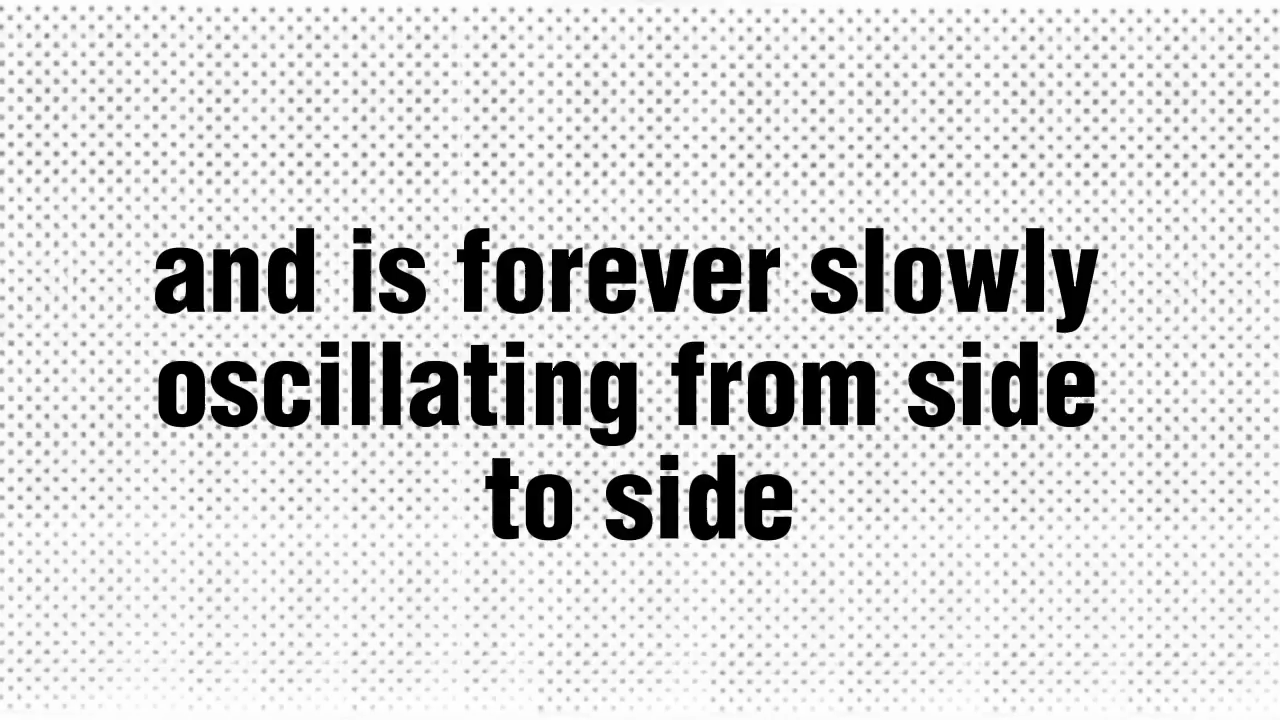 and is forever slowly
oscillating from side
to side